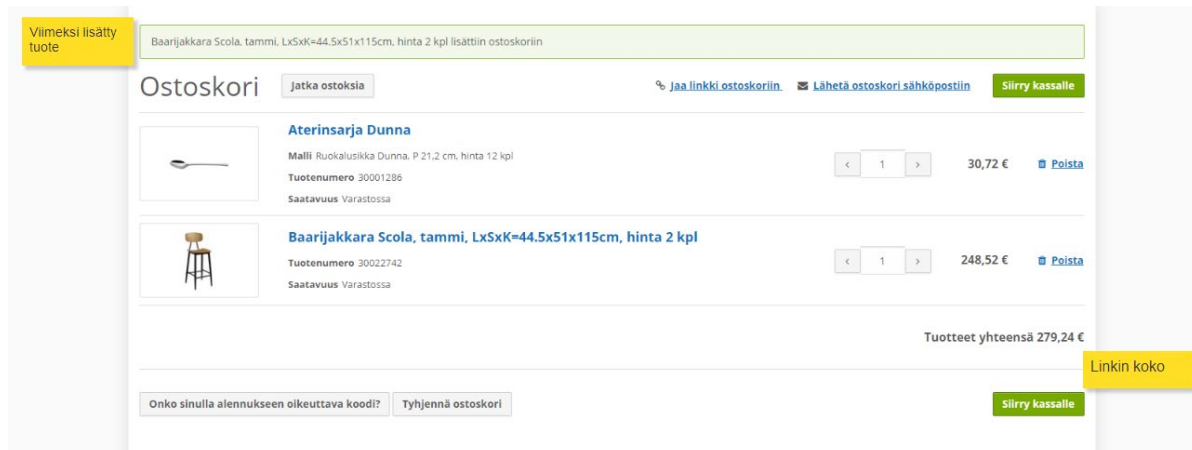 Viimeksi lisätty
tuote
Baarijakkara Scola, tammi, LxSxK=44.5x51x115cm, hinta 2 kpl lisättiin ostoskoriin
Ostoskori Jatka ostoksia Jaa linkki ostoskoriin Lähetä ostoskori sähköpostiin Siirry kassalle
Aterinsarja Dunna
Malli Ruokalusikka Dunna. P 21,2 cm, hinta 12 kpl
< 1 > 30,72 € Poista
Tuotenumero 30001286
Saatavuus Varastossa
Baarijakkara Scola, tammi, LxSxK=44.5x51x115cm, hinta 2 kpl
Tuotenumero 30022742
< 1 > 248,52 € Poista
Saatavuus Varastossa
Tuotteet yhteensä 279,24 €
Linkin koko
Onko sinulla alennukseen oikeuttava koodi? Tyhjennä ostoskori Siirry kassalle